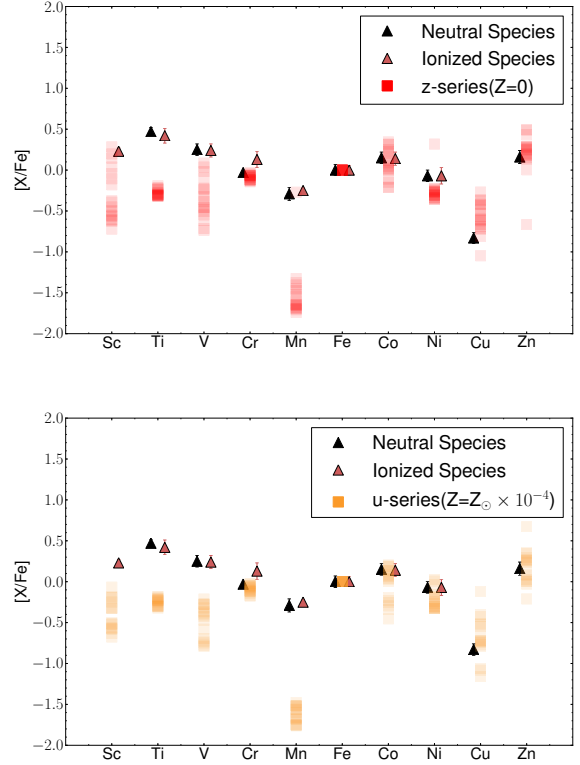 2.0
Neutral Species
1.5
Ionized Species
1.0
z-series(Z=0)
0.5
[X/Fe]
0.0
−0.5
−1.0
−1.5
−2.0
Sc Ti V Cr Mn Fe Co Ni Cu Zn
2.0
Neutral Species
1.5
Ionized Species
1.0
u-series(Z=Z⊙ × 10⁻⁴)
0.5
[X/Fe]
0.0
−0.5
−1.0
−1.5
−2.0
Sc Ti V Cr Mn Fe Co Ni Cu Zn